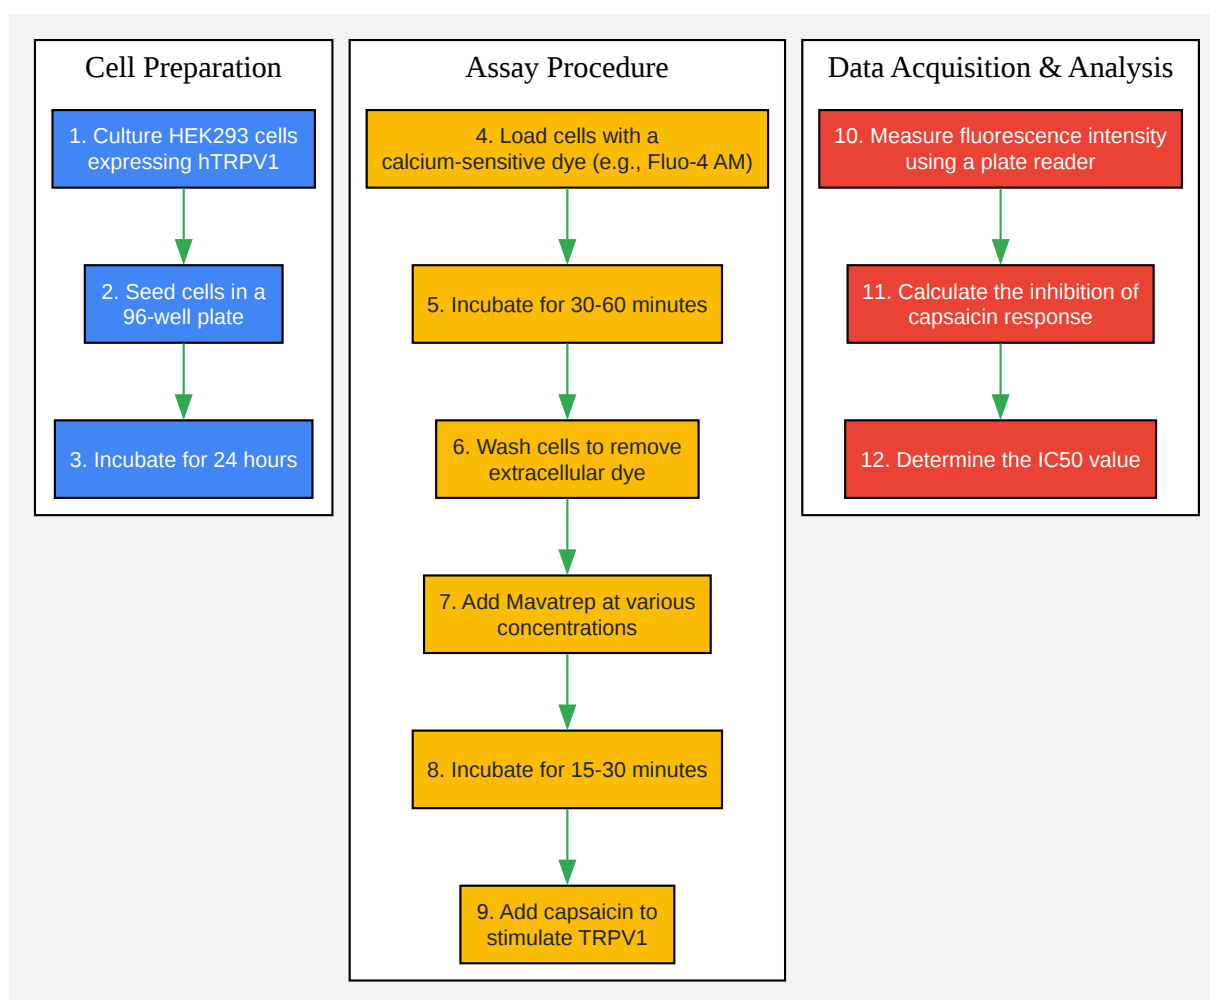 Cell Preparation
1. Culture HEK293 cells
expressing hTRPV1
2. Seed cells in a
96-well plate
3. Incubate for 24 hours
Assay Procedure
4. Load cells with a
calcium-sensitive dye (e.g., Fluo-4 AM)
5. Incubate for 30-60 minutes
6. Wash cells to remove
extracellular dye
7. Add Mavatrep at various
concentrations
8. Incubate for 15-30 minutes
9. Add capsaicin to
stimulate TRPV1
Data Acquisition & Analysis
10. Measure fluorescence intensity
using a plate reader
11. Calculate the inhibition of
capsaicin response
12. Determine the IC50 value